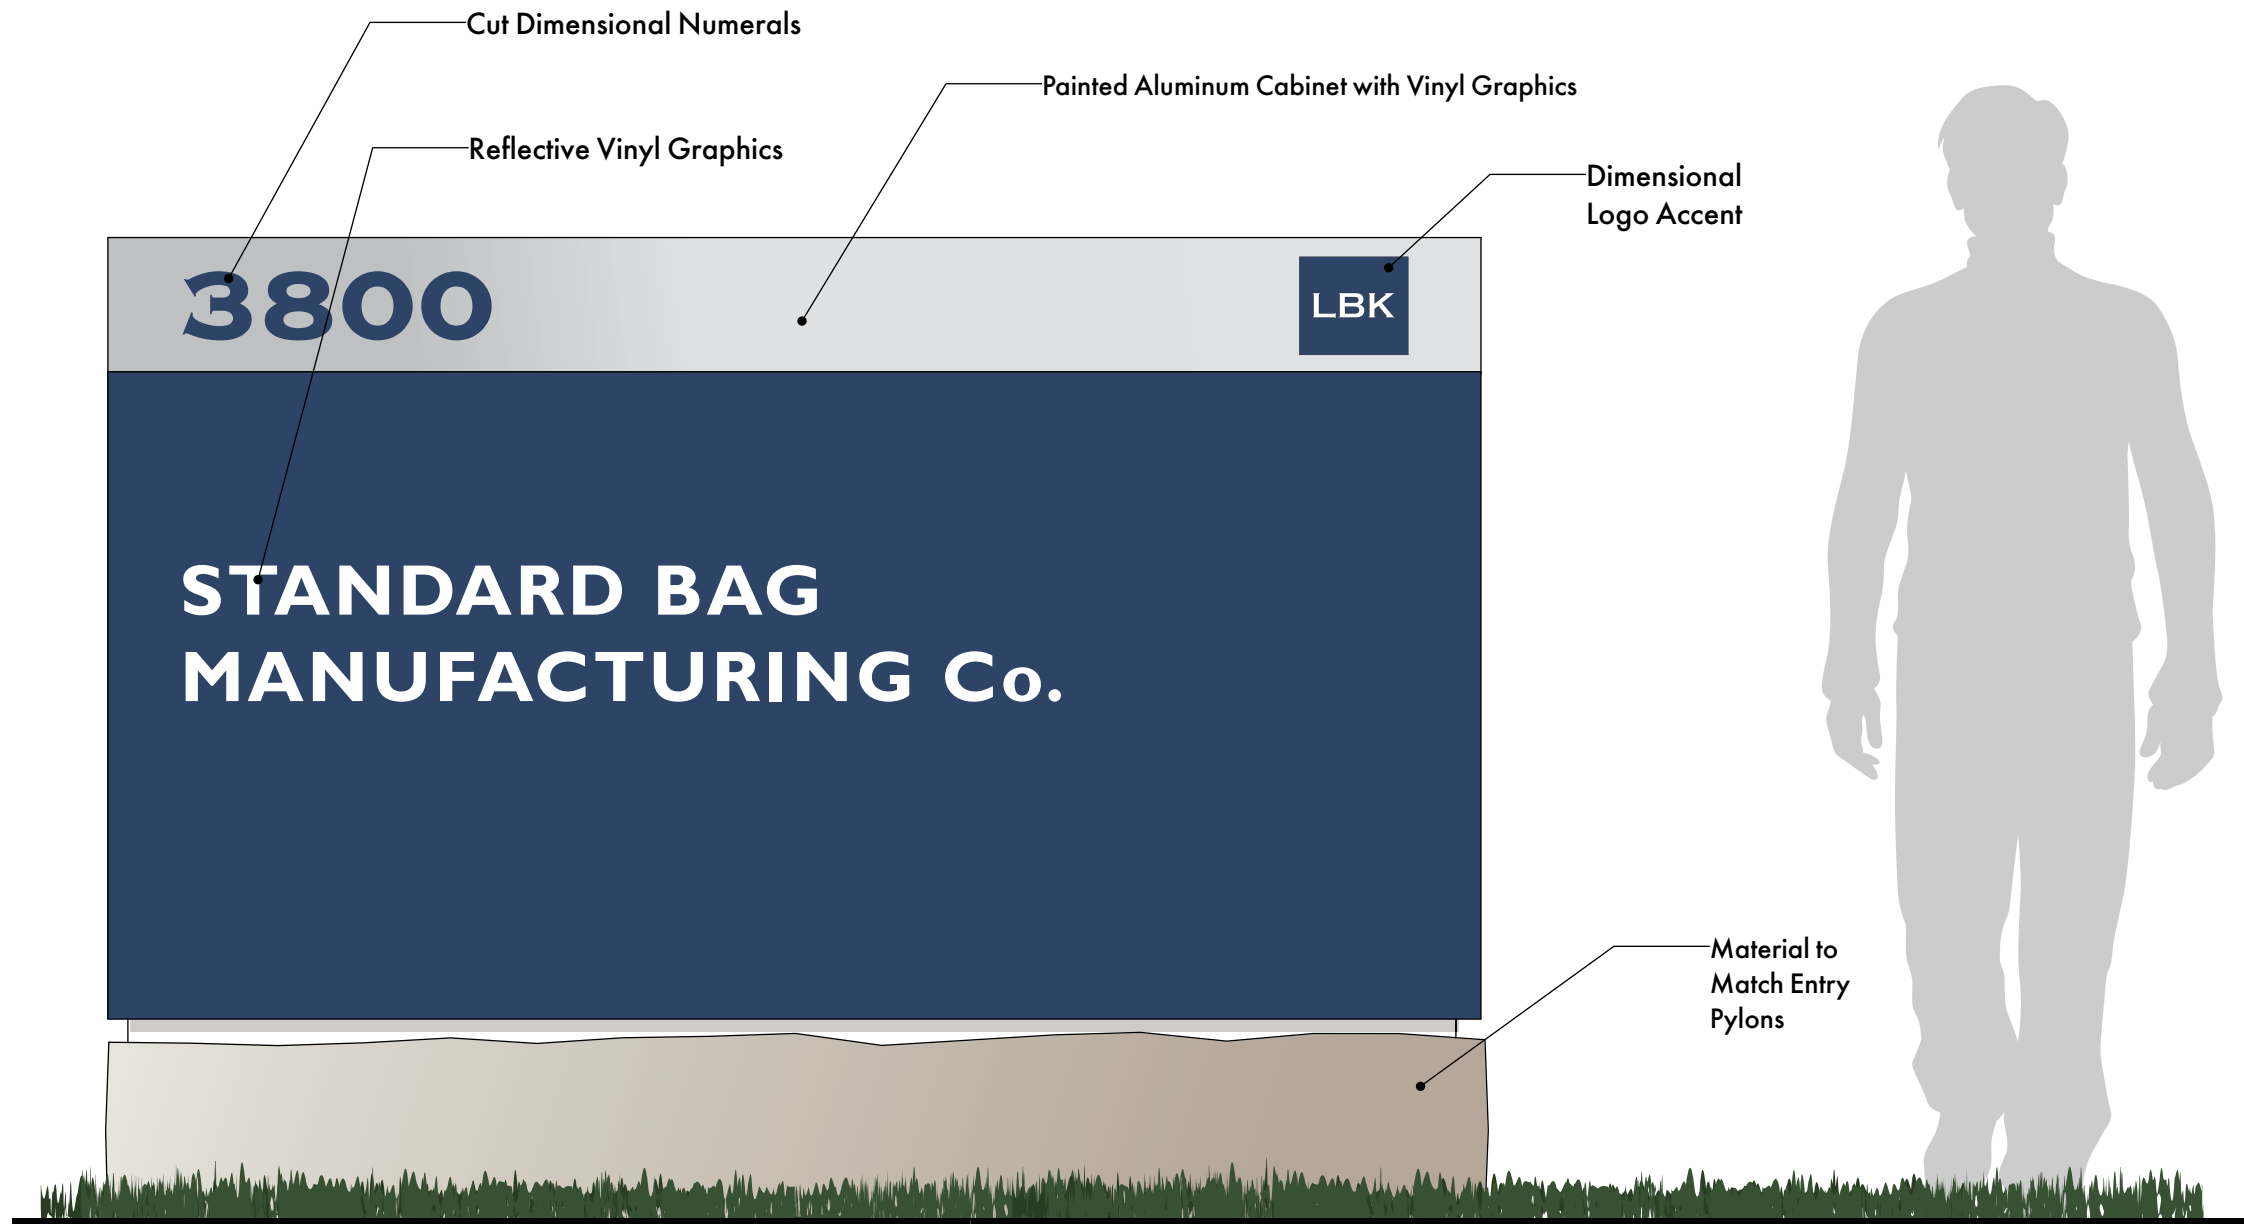 Cut Dimensional Numerals
Painted Aluminum Cabinet with Vinyl Graphics
Reflective Vinyl Graphics
Dimensional
Logo Accent
3800
LBK
STANDARD BAG
MANUFACTURING Co.
Material to
Match Entry
Pylons